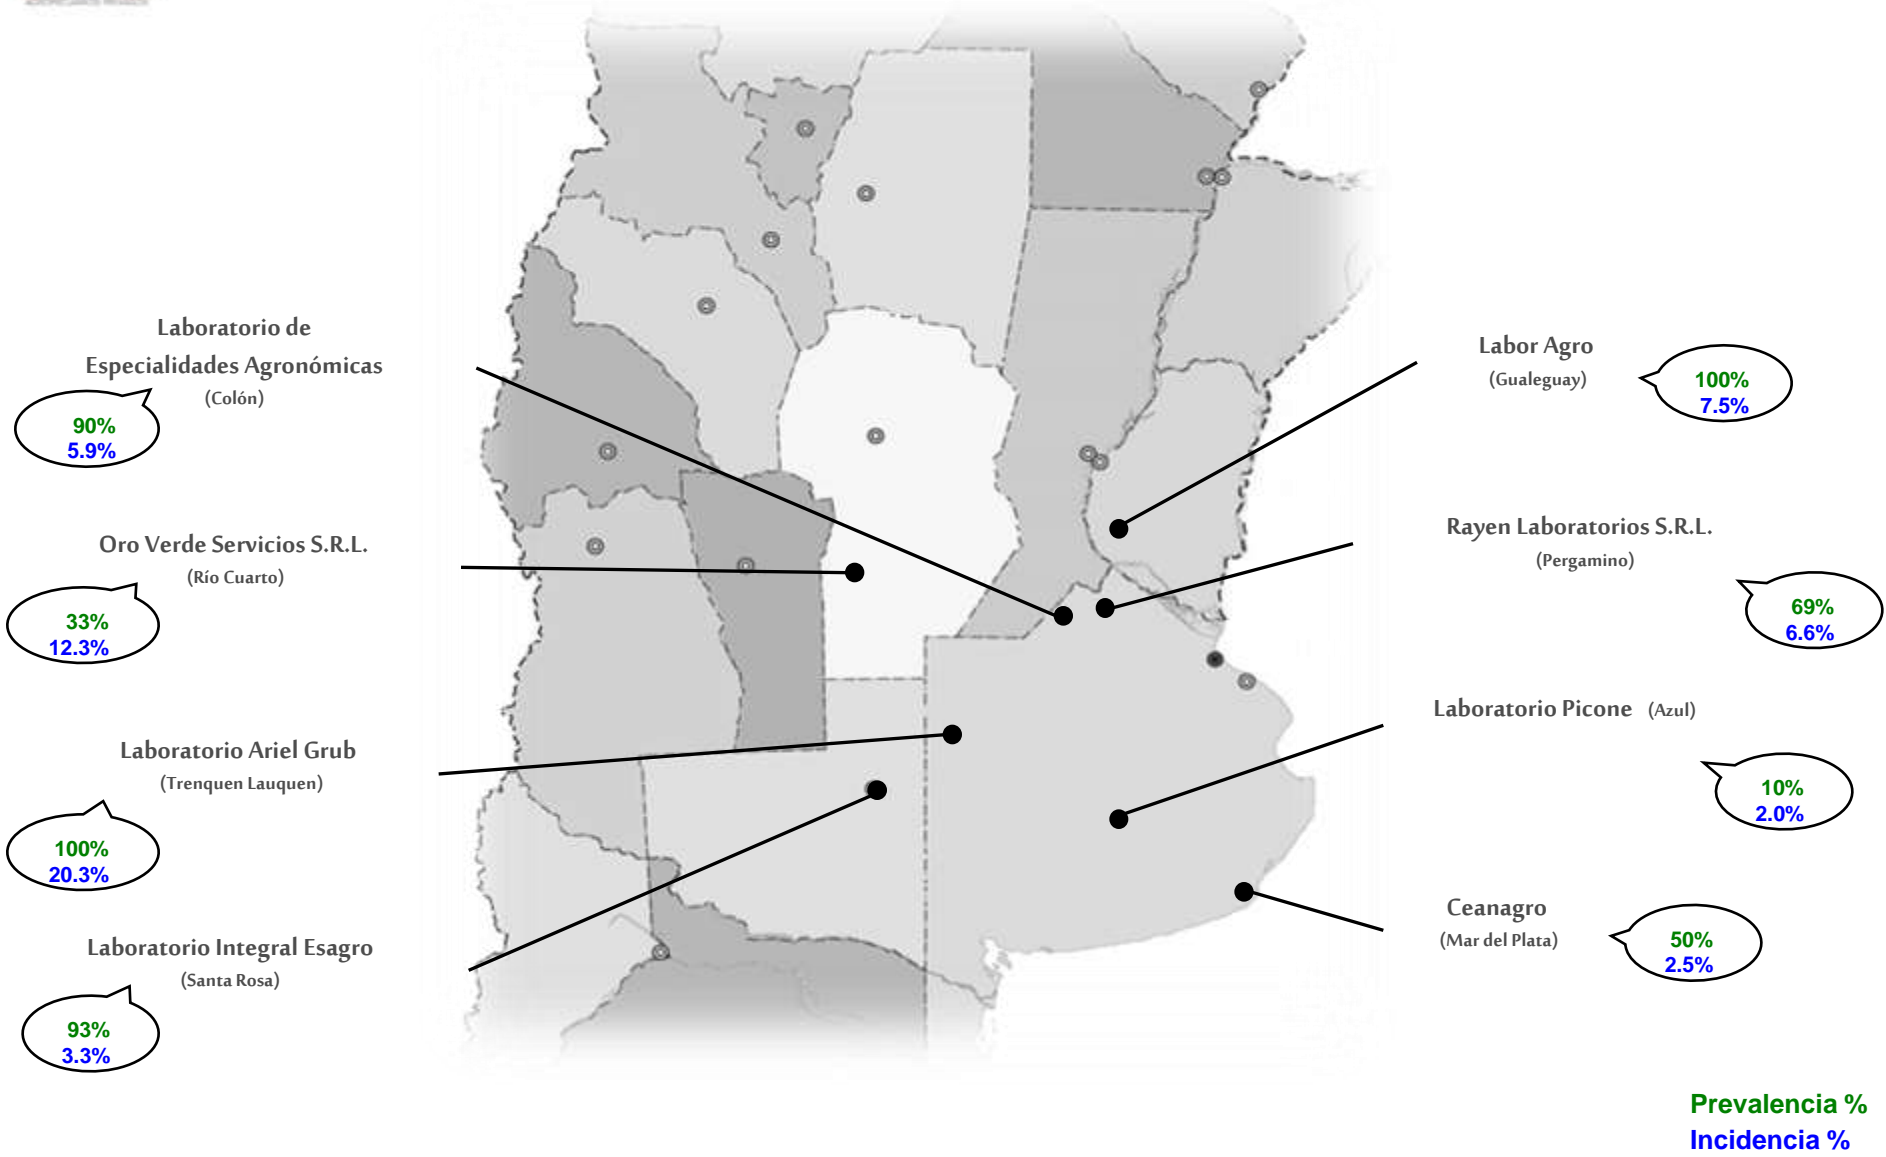 Laboratorio de
Especialidades Agronómicas
(Colón)
90%
5.9%
Oro Verde Servicios S.R.L.
(Río Cuarto)
33%
12.3%
Laboratorio Ariel Grub
(Trenquen Lauquen)
100%
20.3%
Laboratorio Integral Esagro
(Santa Rosa)
93%
3.3%
Labor Agro
(Gualeguay)
100%
7.5%
Rayen Laboratorios S.R.L.
(Pergamino)
69%
6.6%
Laboratorio Picone (Azul)
10%
2.0%
Ceanagro
(Mar del Plata)
50%
2.5%
Prevalencia %
Incidencia %